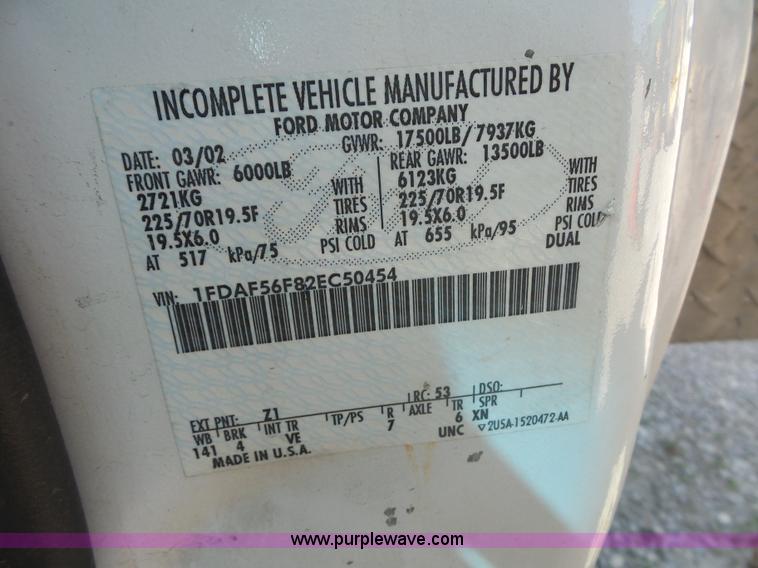 INCOMPLETE VEHICLE MANUFACTURED BY
FORD MOTOR COMPANY
DATE: 03/02 GVWR: 17500LB/7937KG
FRONT GAWR: 6000LB REAR GAWR: 13500LB
2721KG WITH 6123KG WITH
225/70R19.5F TIRES 225/70R19.5F TIRES
19.5X6.0 RIMS 19.5X6.0 RIMS
AT 517 kPa/75 PSI COLD AT 655 kPa/95 PSI COLD
DUAL
VIN: 1FDAF56F82EC50454
EXT PNT: Z1 RC: 53 DSO:
WB BRK INT TR TP/PS R AXLE TR SPR
141 4 VE 7 6 XN
MADE IN U.S.A. UNC ▽2USA-1520472-AA
www.purplewave.com